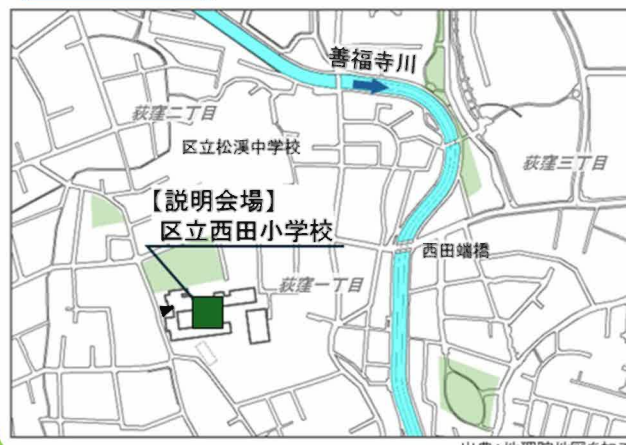 善福寺川
荻窪二丁目
区立松溪中学校
荻窪三丁目
【説明会場】
区立西田小学校
西田端橋
荻窪一丁目